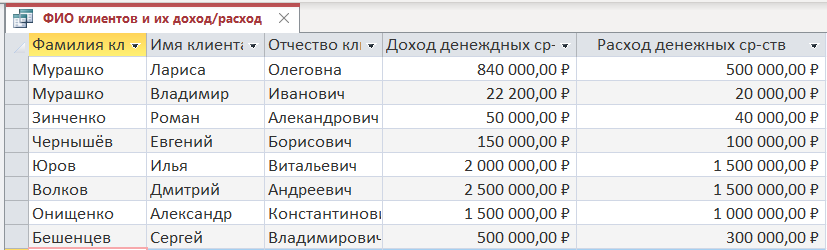 ФИО клиентов и их доход/расход
Фамилия кл Имя клиента Отчество кл Доход денеждных ср- Расход денежных ср-ств
Мурашко Лариса Олеговна 840 000,00 ₽ 500 000,00 ₽
Мурашко Владимир Иванович 22 200,00 ₽ 20 000,00 ₽
Зинченко Роман Алекандрович 50 000,00 ₽ 40 000,00 ₽
Чернышёв Евгений Борисович 150 000,00 ₽ 100 000,00 ₽
Юров Илья Витальевич 2 000 000,00 ₽ 1 500 000,00 ₽
Волков Дмитрий Андреевич 2 500 000,00 ₽ 1 500 000,00 ₽
Онищенко Александр Константинови 1 500 000,00 ₽ 1 000 000,00 ₽
Бешенцев Сергей Владимирович 500 000,00 ₽ 300 000,00 ₽